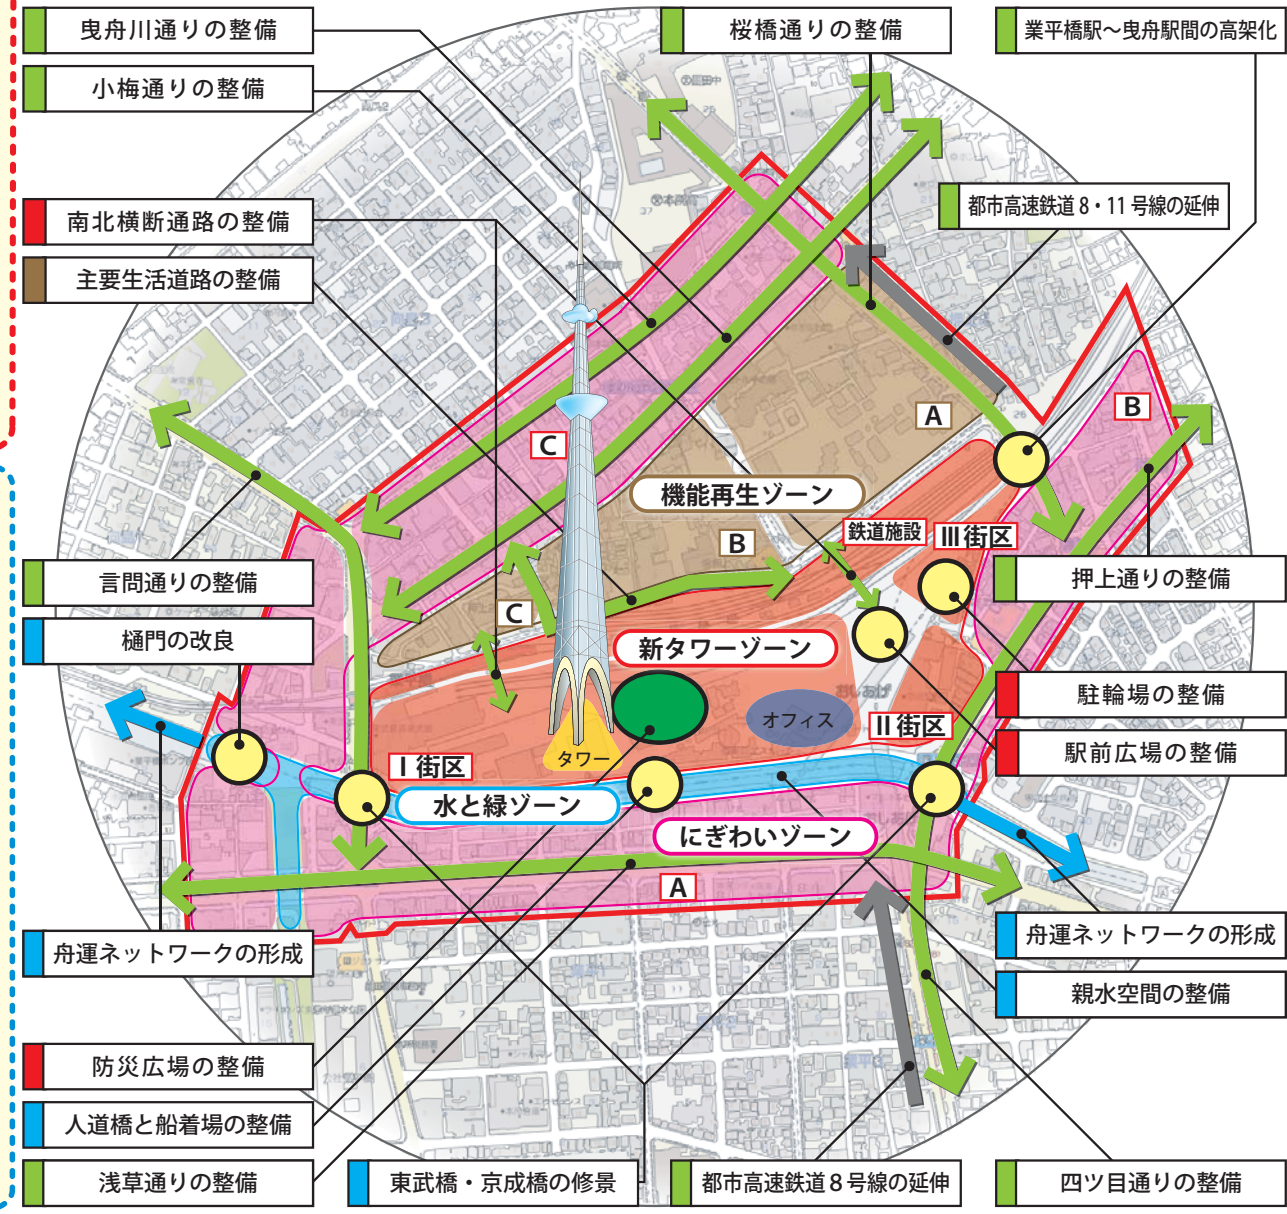 曳舟川通りの整備
桜橋通りの整備
業平橋駅～曳舟駅間の高架化
小梅通りの整備
都市高速鉄道8・11号線の延伸
南北横断通路の整備
主要生活道路の整備
A
B
C
機能再生ゾーン
鉄道施設
III街区
B
言問通りの整備
押上通りの整備
C
樋門の改良
新タワーゾーン
駐輪場の整備
オフィス
II街区
駅前広場の整備
タワー
I街区
水と緑ゾーン
にぎわいゾーン
A
舟運ネットワークの形成
舟運ネットワークの形成
親水空間の整備
防災広場の整備
人道橋と船着場の整備
浅草通りの整備
東武橋・京成橋の修景
都市高速鉄道8号線の延伸
四ツ目通りの整備